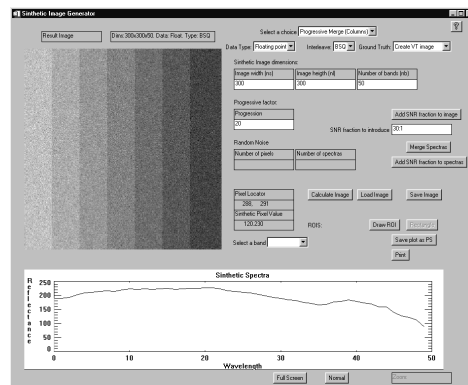 Sinthetic Image Generator
Select a choice Progressive Merge (Columns)
Result Image
Dims:300x300x50, Data: Float, Type: BSQ
Data Type: Floating point
Interleave: BSQ
Ground Truth: Create VT image
Sinthetic Image dimensions:
Image width (ns)
Image heigth (nl)
Number of bands (nb)
300
300
50
Progressive factor:
Progression
20
Add SNR fraction to image
SNR fraction to introduce 30:1
Random Noise
Number of pixels
Number of spectras
Merge Spectras
Add SNR fraction to spectras
Pixel Locator
288, 291
Sinthetic Pixel Value
120.230
Calculate Image
Load Image
Save Image
ROIS:
Draw ROI
Select a band
Save plot as PS
Print
Sinthetic Spectra
Reflectance
250
200
150
100
50
0
0
10
20
30
40
50
Wavelength
Full Screen
Normal
Zoom